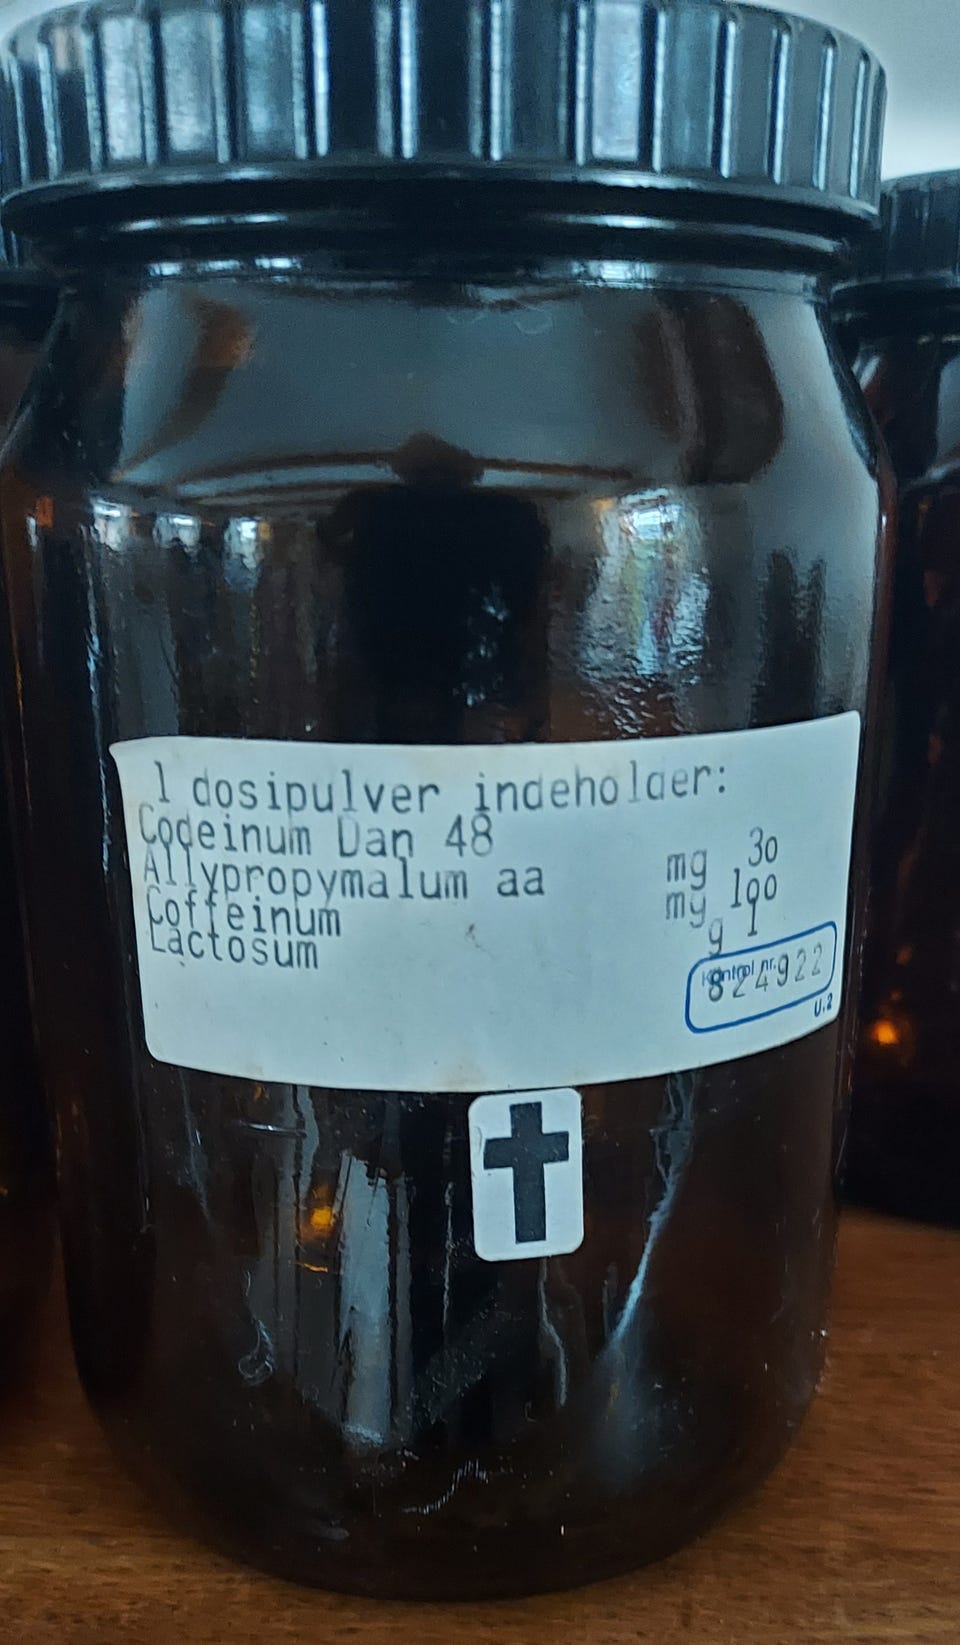 1 dosipulver indeholder:
Codeinum Dan 48
Allypropymalum aa mg 30
Coffeinum mg 100
Lactosum g 1
Kontrol nr.
824922
U.2